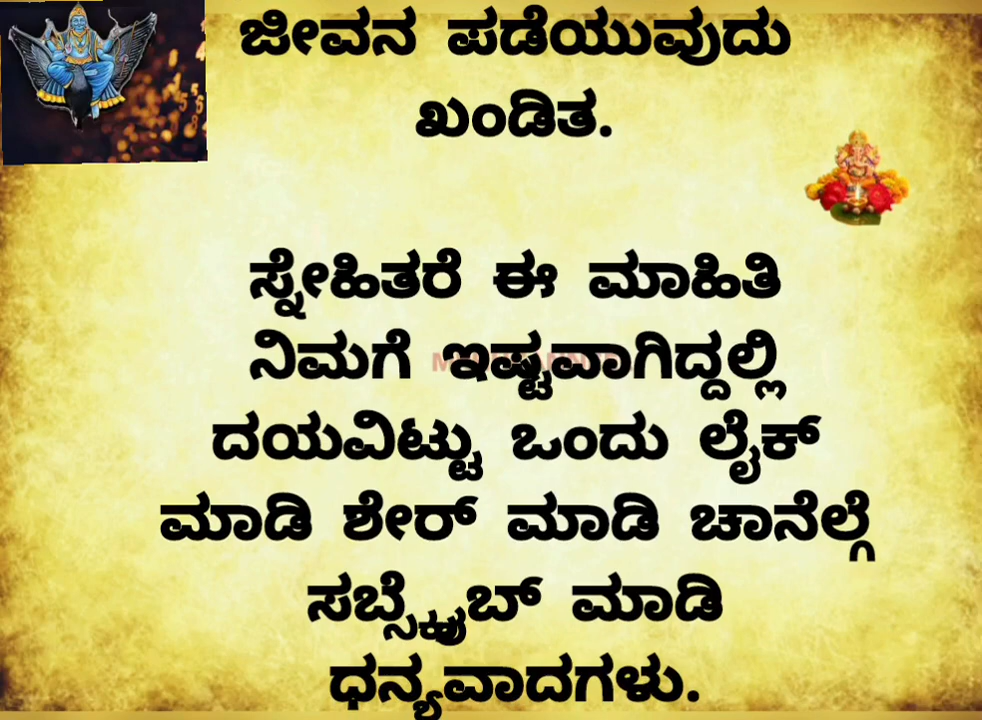 ಜೀವನ ಪಡೆಯುವುದು
ಖಂಡಿತ.
ಸ್ನೇಹಿತರೆ ಈ ಮಾಹಿತಿ
ನಿಮಗೆ ಇಷ್ಟವಾಗಿದ್ದಲ್ಲಿ
ದಯವಿಟ್ಟು ಒಂದು ಲೈಕ್
ಮಾಡಿ ಶೇರ್ ಮಾಡಿ ಚಾನೆಲ್ಗೆ
ಸಬ್ಸ್ಕ್ರೈಬ್ ಮಾಡಿ
ಧನ್ಯವಾದಗಳು.